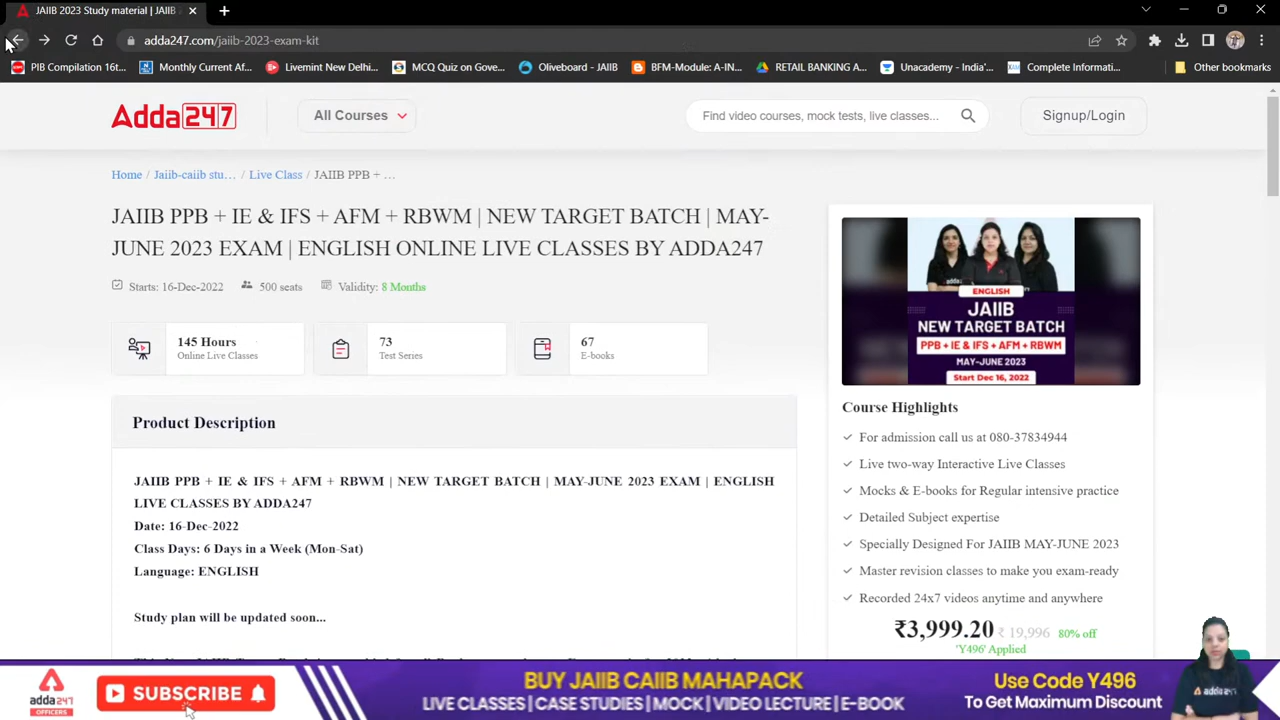 JAIIB 2023 Study material | JAIIB
adda247.com/jaiib-2023-exam-kit
PIB Compilation 16t...
Monthly Current Af...
Livemint New Delhi...
MCQ Quiz on Gove...
Oliveboard - JAIIB
BFM-Module: A-IN...
RETAIL BANKING A...
Unacademy - India'...
Complete Informati...
Other bookmarks
Adda247
All Courses
Find video courses, mock tests, live classes...
Signup/Login
Home / Jaiib-caiib stu... / Live Class / JAIIB PPB + ...
JAIIB PPB + IE & IFS + AFM + RBWM | NEW TARGET BATCH | MAY-
JUNE 2023 EXAM | ENGLISH ONLINE LIVE CLASSES BY ADDA247
Starts: 16-Dec-2022 500 seats Validity: 8 Months
145 Hours
Online Live Classes
73
Test Series
67
E-books
Product Description
JAIIB PPB + IE & IFS + AFM + RBWM | NEW TARGET BATCH | MAY-JUNE 2023 EXAM | ENGLISH
LIVE CLASSES BY ADDA247
Date: 16-Dec-2022
Class Days: 6 Days in a Week (Mon-Sat)
Language: ENGLISH
Study plan will be updated soon...
ENGLISH
JAIIB
NEW TARGET BATCH
PPB + IE & IFS + AFM + RBWM
MAY-JUNE 2023
Start Dec 16, 2022
Course Highlights
For admission call us at 080-37834944
Live two-way Interactive Live Classes
Mocks & E-books for Regular intensive practice
Detailed Subject expertise
Specially Designed For JAIIB MAY-JUNE 2023
Master revision classes to make you exam-ready
Recorded 24x7 videos anytime and anywhere
₹3,999.20 ₹ 19,996 80% off
'Y496' Applied
adda247
OFFICERS
SUBSCRIBE
BUY JAIIB CAIIB MAHAPACK
LIVE CLASSES | CASE STUDIES | MOCK | VIDEO LECTURE | E-BOOK
Use Code Y496
To Get Maximum Discount
adda247